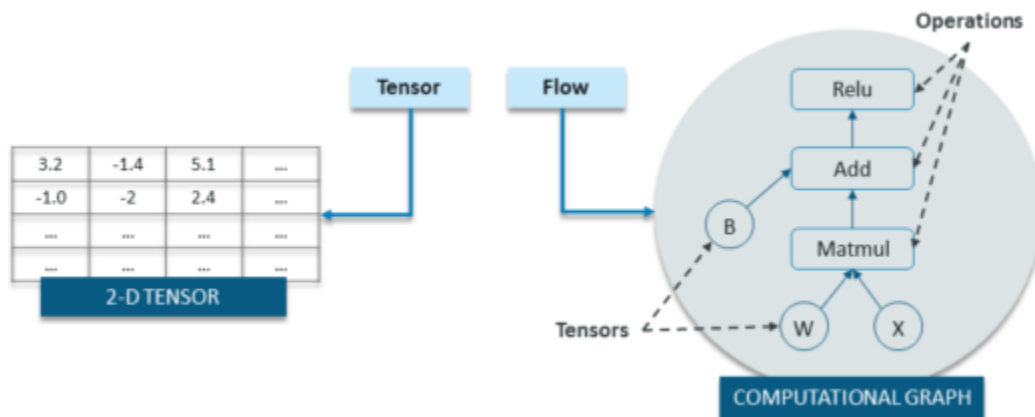 Operations
Tensor
Flow
Relu
3.2 -1.4 5.1 ....
Add
-1.0 -2 2.4 ....
.... .... .... ....
B
Matmul
.... .... .... ....
2-D TENSOR
Tensors
W
X
COMPUTATIONAL GRAPH